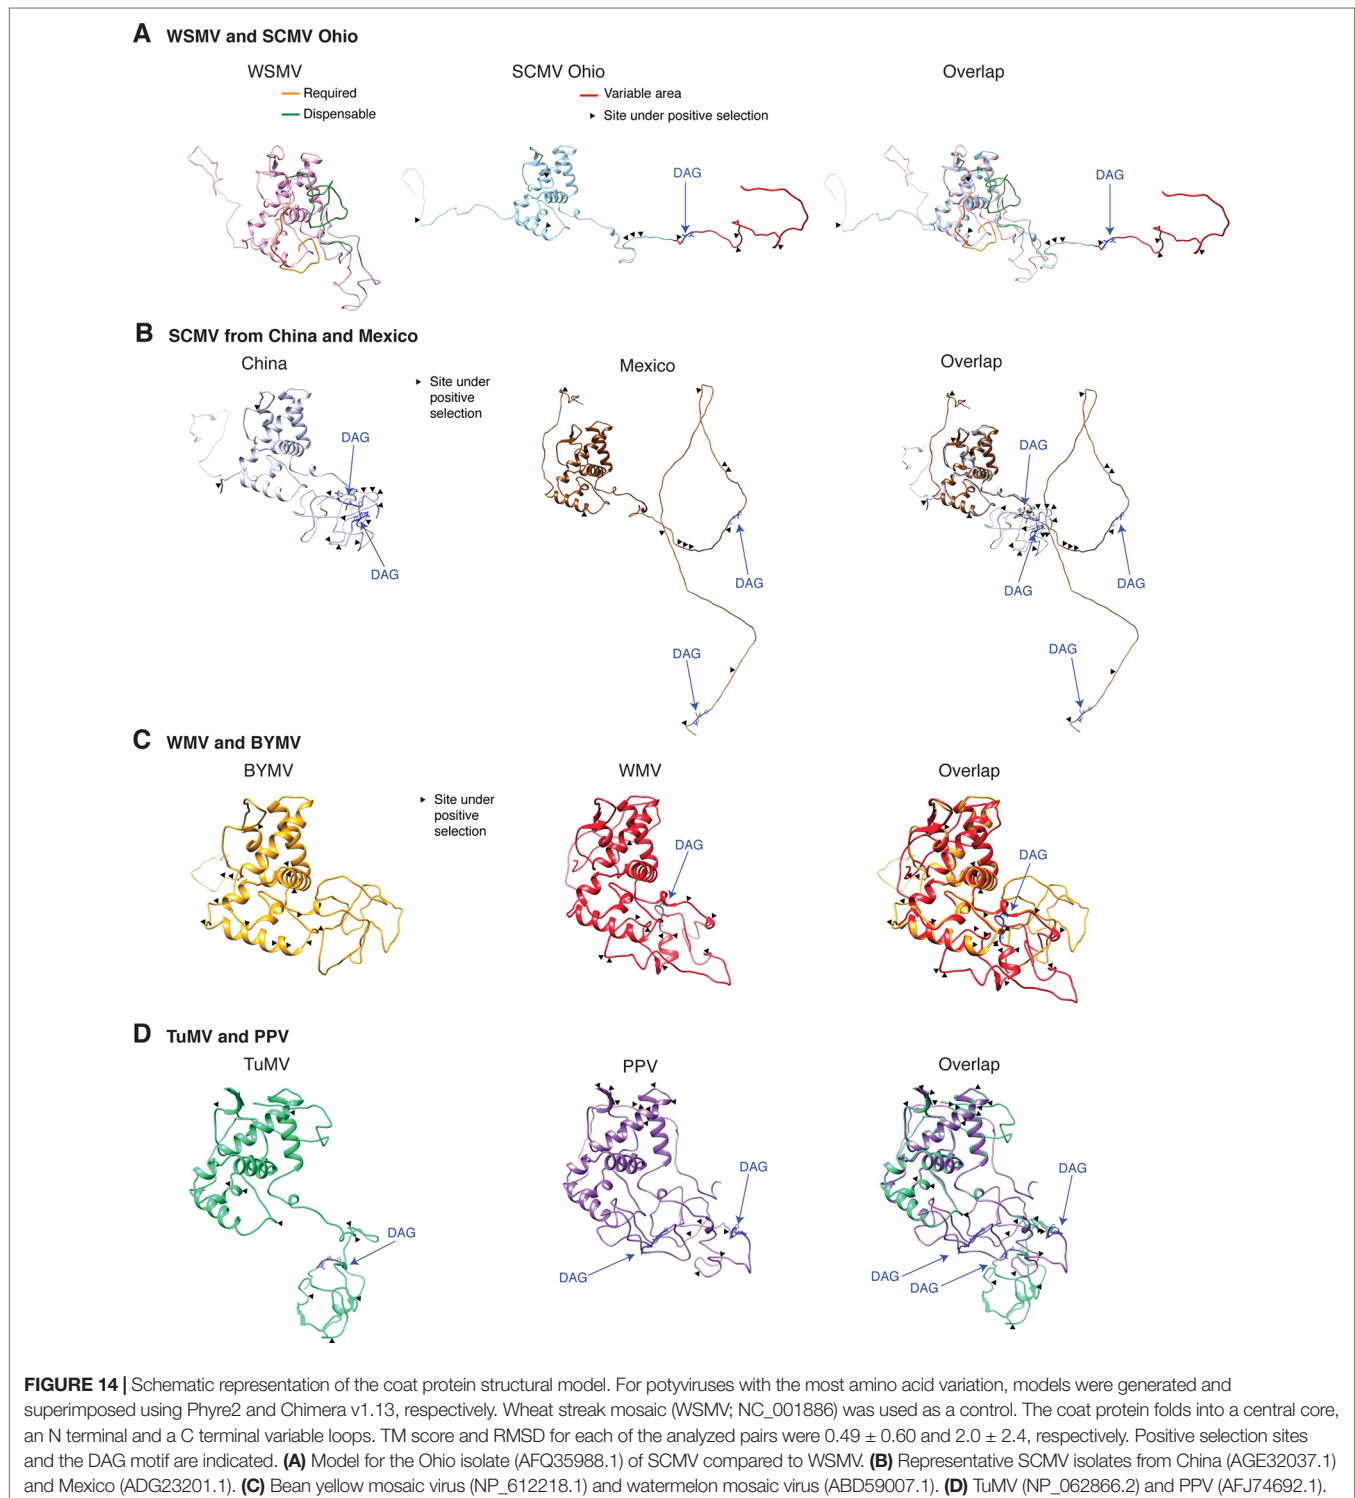 A WSMV and SCMV Ohio
WSMV
Required
Dispensable
SCMV Ohio
Variable area
Site under positive selection
Overlap
DAG
DAG
B SCMV from China and Mexico
China
Site under
positive
selection
Mexico
Overlap
DAG
DAG
DAG
DAG
DAG
DAG
DAG
DAG
C WMV and BYMV
BYMV
Site under
positive
selection
WMV
Overlap
DAG
DAG
D TuMV and PPV
TuMV
PPV
Overlap
DAG
DAG
DAG
DAG
DAG
DAG
FIGURE 14 | Schematic representation of the coat protein structural model. For potyviruses with the most amino acid variation, models were generated and
superimposed using Phyre2 and Chimera v1.13, respectively. Wheat streak mosaic (WSMV; NC_001886) was used as a control. The coat protein folds into a central core,
an N terminal and a C terminal variable loops. TM score and RMSD for each of the analyzed pairs were 0.49 ± 0.60 and 2.0 ± 2.4, respectively. Positive selection sites
and the DAG motif are indicated. (A) Model for the Ohio isolate (AFQ35988.1) of SCMV compared to WSMV. (B) Representative SCMV isolates from China (AGE32037.1)
and Mexico (ADG23201.1). (C) Bean yellow mosaic virus (NP_612218.1) and watermelon mosaic virus (ABD59007.1). (D) TuMV (NP_062866.2) and PPV (AFJ74692.1).